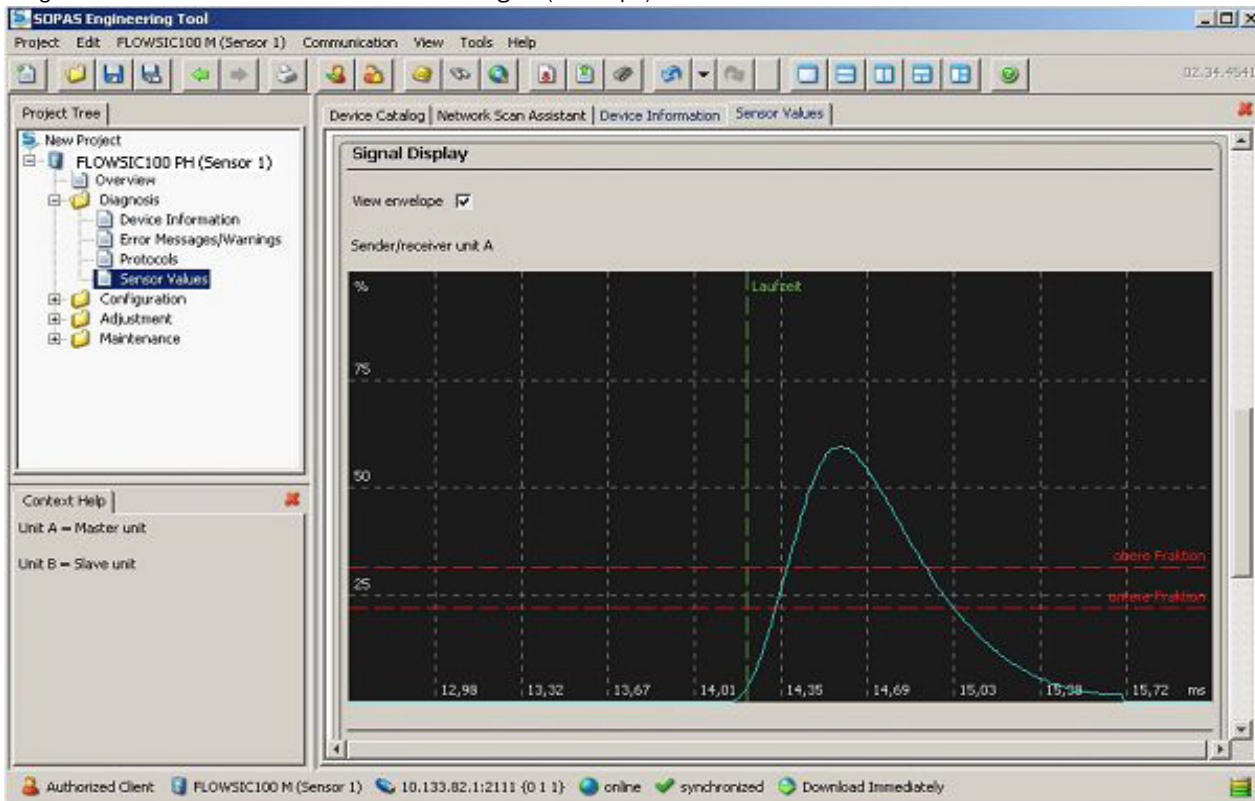 SOPAS Engineering Tool
Project Edit FLOWSIC100 M (Sensor 1) Communication View Tools Help
02.34.4541
Project Tree
New Project
FLOWSIC100 PH (Sensor 1)
Overview
Diagnosis
Device Information
Error Messages/Warnings
Protocols
Sensor Values
Configuration
Adjustment
Maintenance
Context Help
Unit A = Master unit
Unit B = Slave unit
Device Catalog Network Scan Assistant Device Information Sensor Values
Signal Display
View envelope
Sender/receiver unit A
%
Laufzeit
75
50
obere Fraktion
25
untere Fraktion
12,98 13,32 13,67 14,01 14,35 14,69 15,03 15,38 15,72 ms
Authorized Client FLOWSIC100 M (Sensor 1) 10.133.82.1:2111 {0 1 1} online synchronized Download Immediately